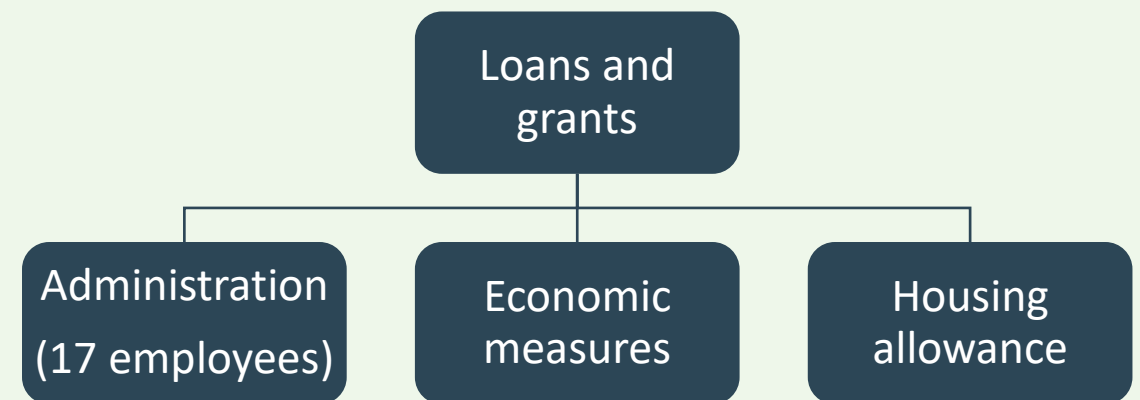 Loans and
grants
Administration
(17 employees)
Economic
measures
Housing
allowance